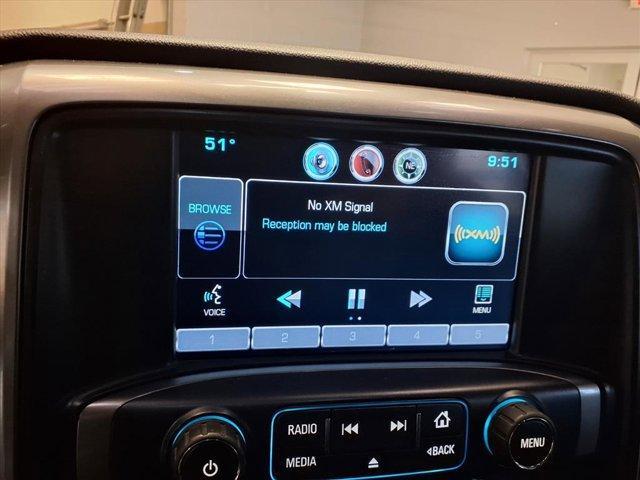 51°
NE
9:51
BROWSE
No XM Signal
Reception may be blocked
((XM))
VOICE
MENU
1 2 3 4 5
RADIO
MEDIA
BACK
MENU